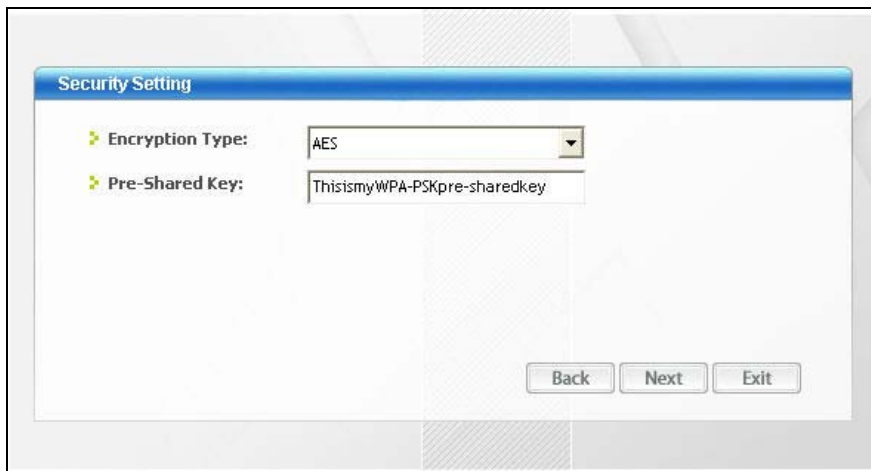 Security Setting
Encryption Type: AES
Pre-Shared Key: ThisismyWPA-PSKpre-sharedkey
Back Next Exit